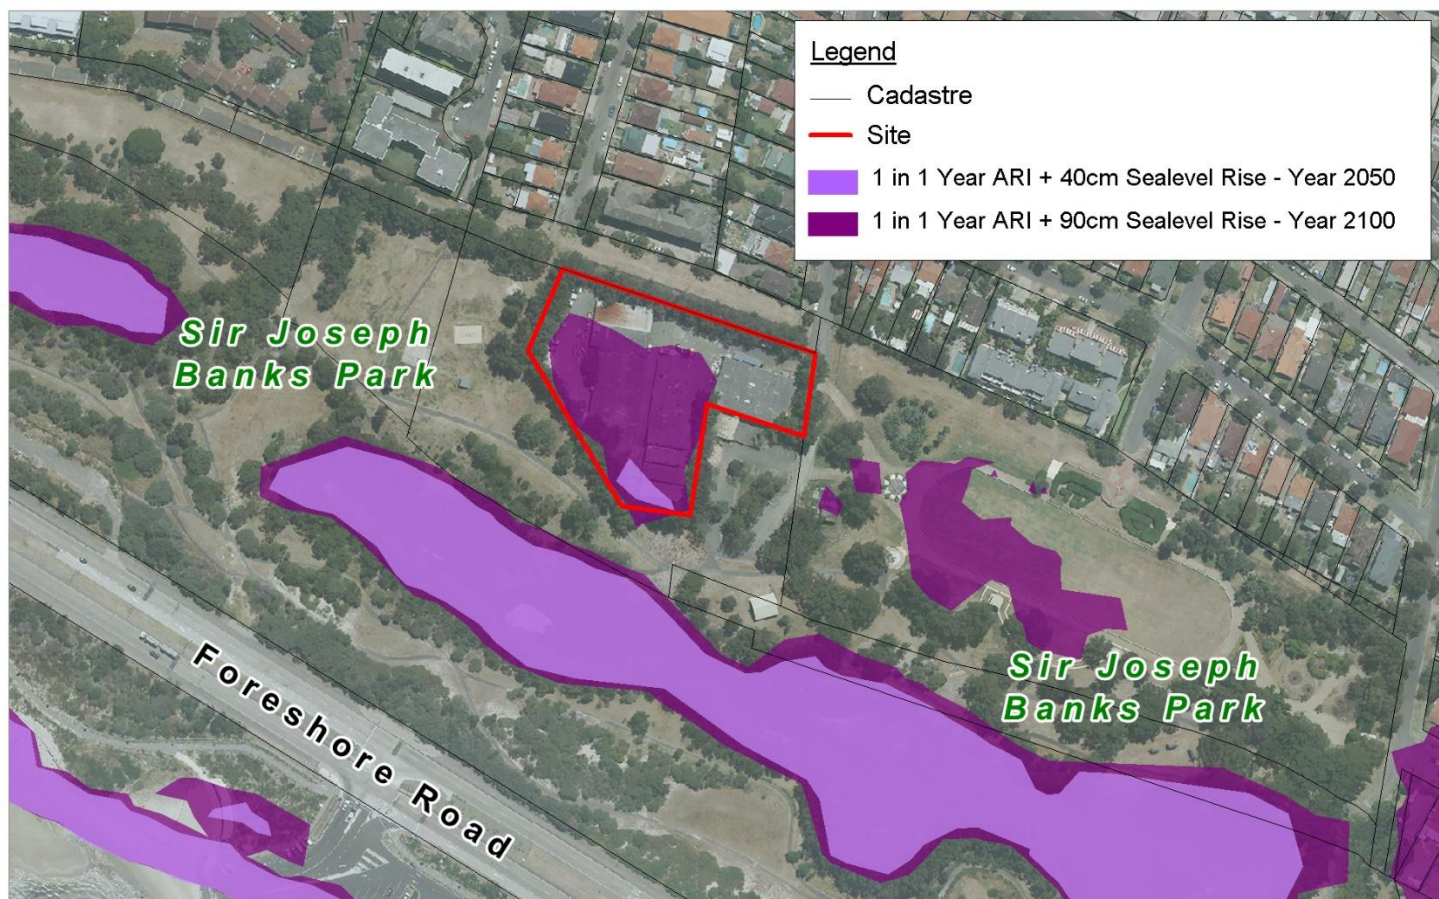 Legend
Cadastre
Site
1 in 1 Year ARI + 40cm Sealevel Rise - Year 2050
1 in 1 Year ARI + 90cm Sealevel Rise - Year 2100
Sir Joseph
Banks Park
Sir Joseph
Banks Park
Foreshore Road